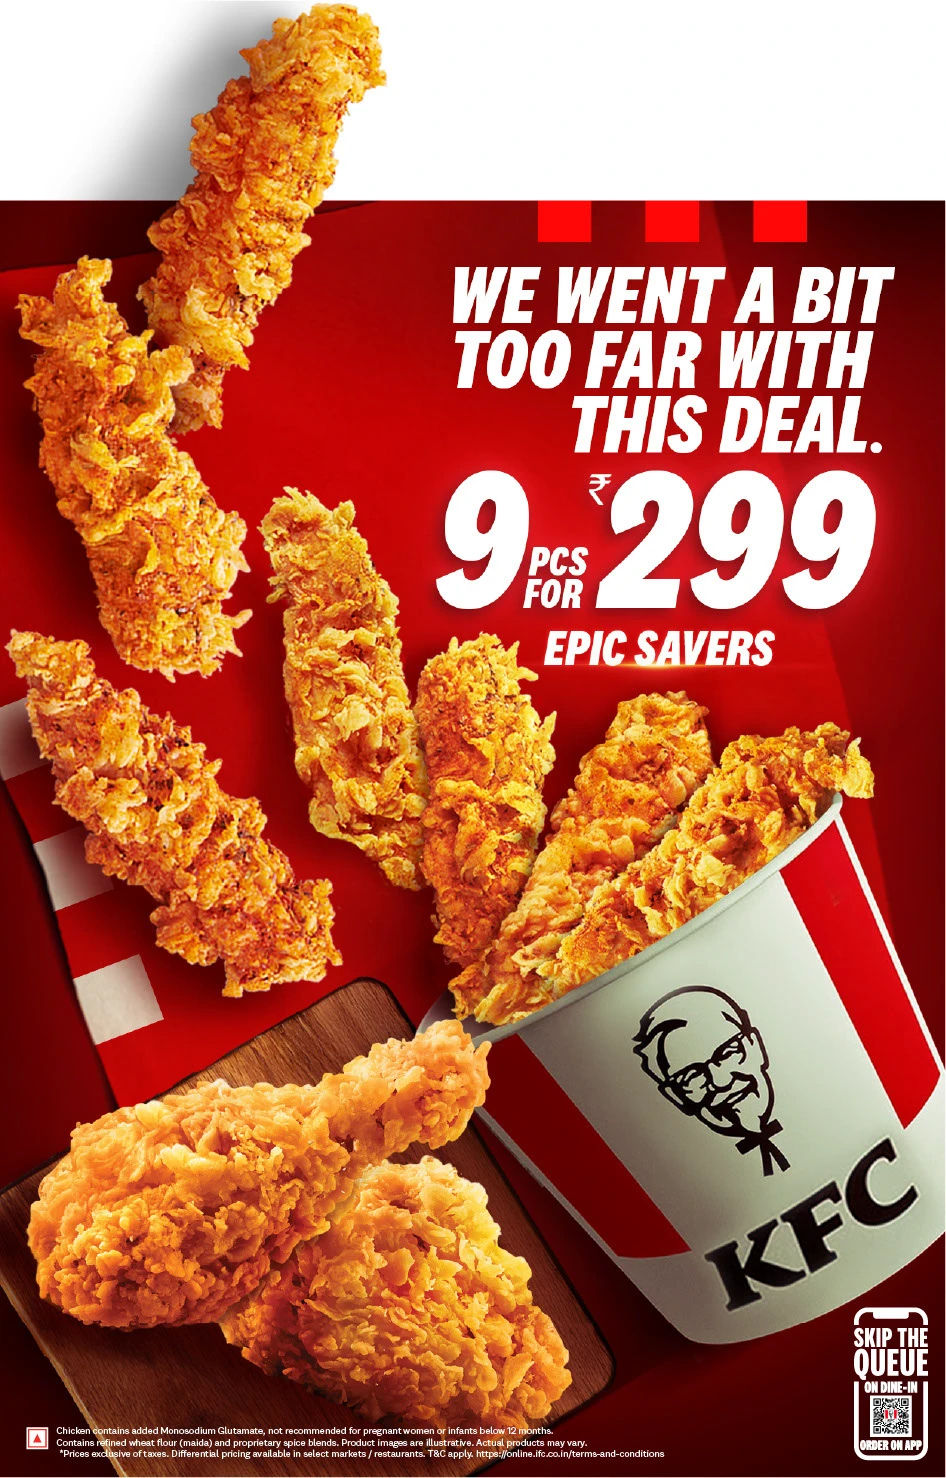 WE WENT A BIT
TOO FAR WITH
THIS DEAL.
9 PCS FOR ₹299
EPIC SAVERS
KFC
SKIP THE
QUEUE
ON DINE-IN
ORDER ON APP
Chicken contains added Monosodium Glutamate, not recommended for pregnant women or infants below 12 months.
Contains refined wheat flour (maida) and proprietary spice blends. Product images are illustrative. Actual products may vary.
*Prices exclusive of taxes. Differential pricing available in select markets / restaurants. T&C apply. https://online.lfc.co.in/terms-and-conditions